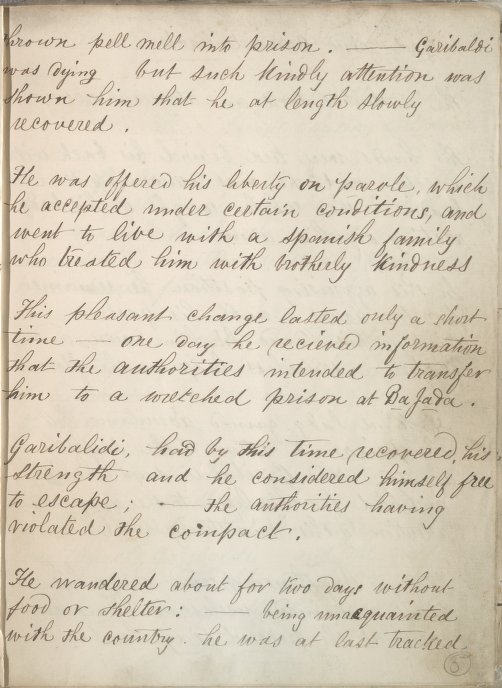 thrown pell mell into prison. — Garibaldi
was dying but such kindly attention was
shown him that he at length slowly
recovered.
He was offered his liberty on parole, which
he accepted under certain conditions, and
went to live with a spanish family
who treated him with brotherly kindness
This pleasant change lasted only a short
time — one day he recieved information
that the authorities intended to transfer
him to a wretched prison at Bajada.
Garibalidi, had by this time recovered, his
strength and he considered himself free
to escape; — the authorities having
violated the compact.
He wandered about for two days without
food or shelter: — being unacquainted
with the country. he was at last tracked
5